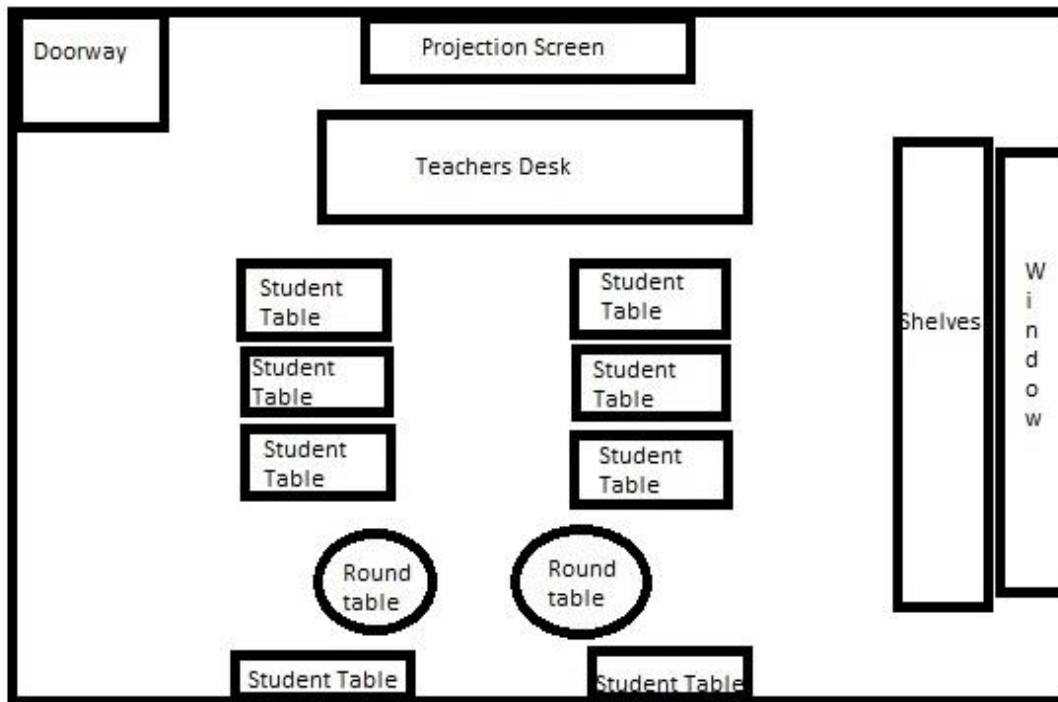 Doorway
Projection Screen
Teachers Desk
Student
Table
Student
Table
Student
Table
Student
Table
Student
Table
Student
Table
Shelves
W
i
n
d
o
w
Round
table
Round
table
Student Table
Student Table